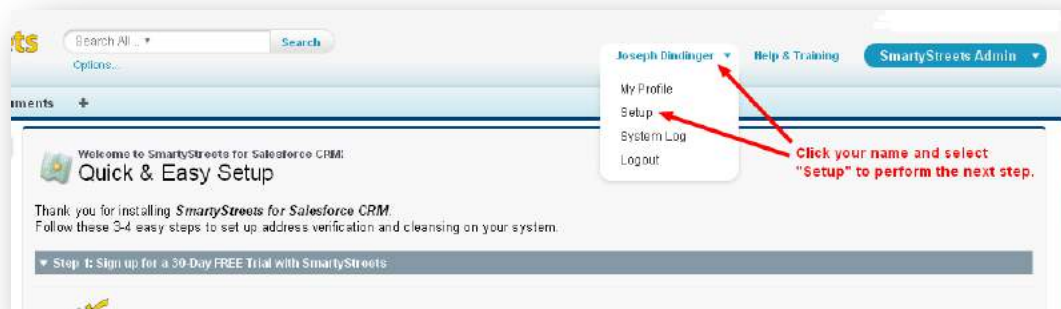 ets
Search All...
Search
Options...
Joseph Dindinger
Help & Training
SmartyStreets Admin
My Profile
Setup
System Log
Logout
uments +
Click your name and select
"Setup" to perform the next step.
Welcome to SmartyStreets for Salesforce CRM!
Quick & Easy Setup
Thank you for installing SmartyStreets for Salesforce CRM.
Follow these 3-4 easy steps to set up address verification and cleansing on your system.
Step 1: Sign up for a 30-Day FREE Trial with SmartyStreets